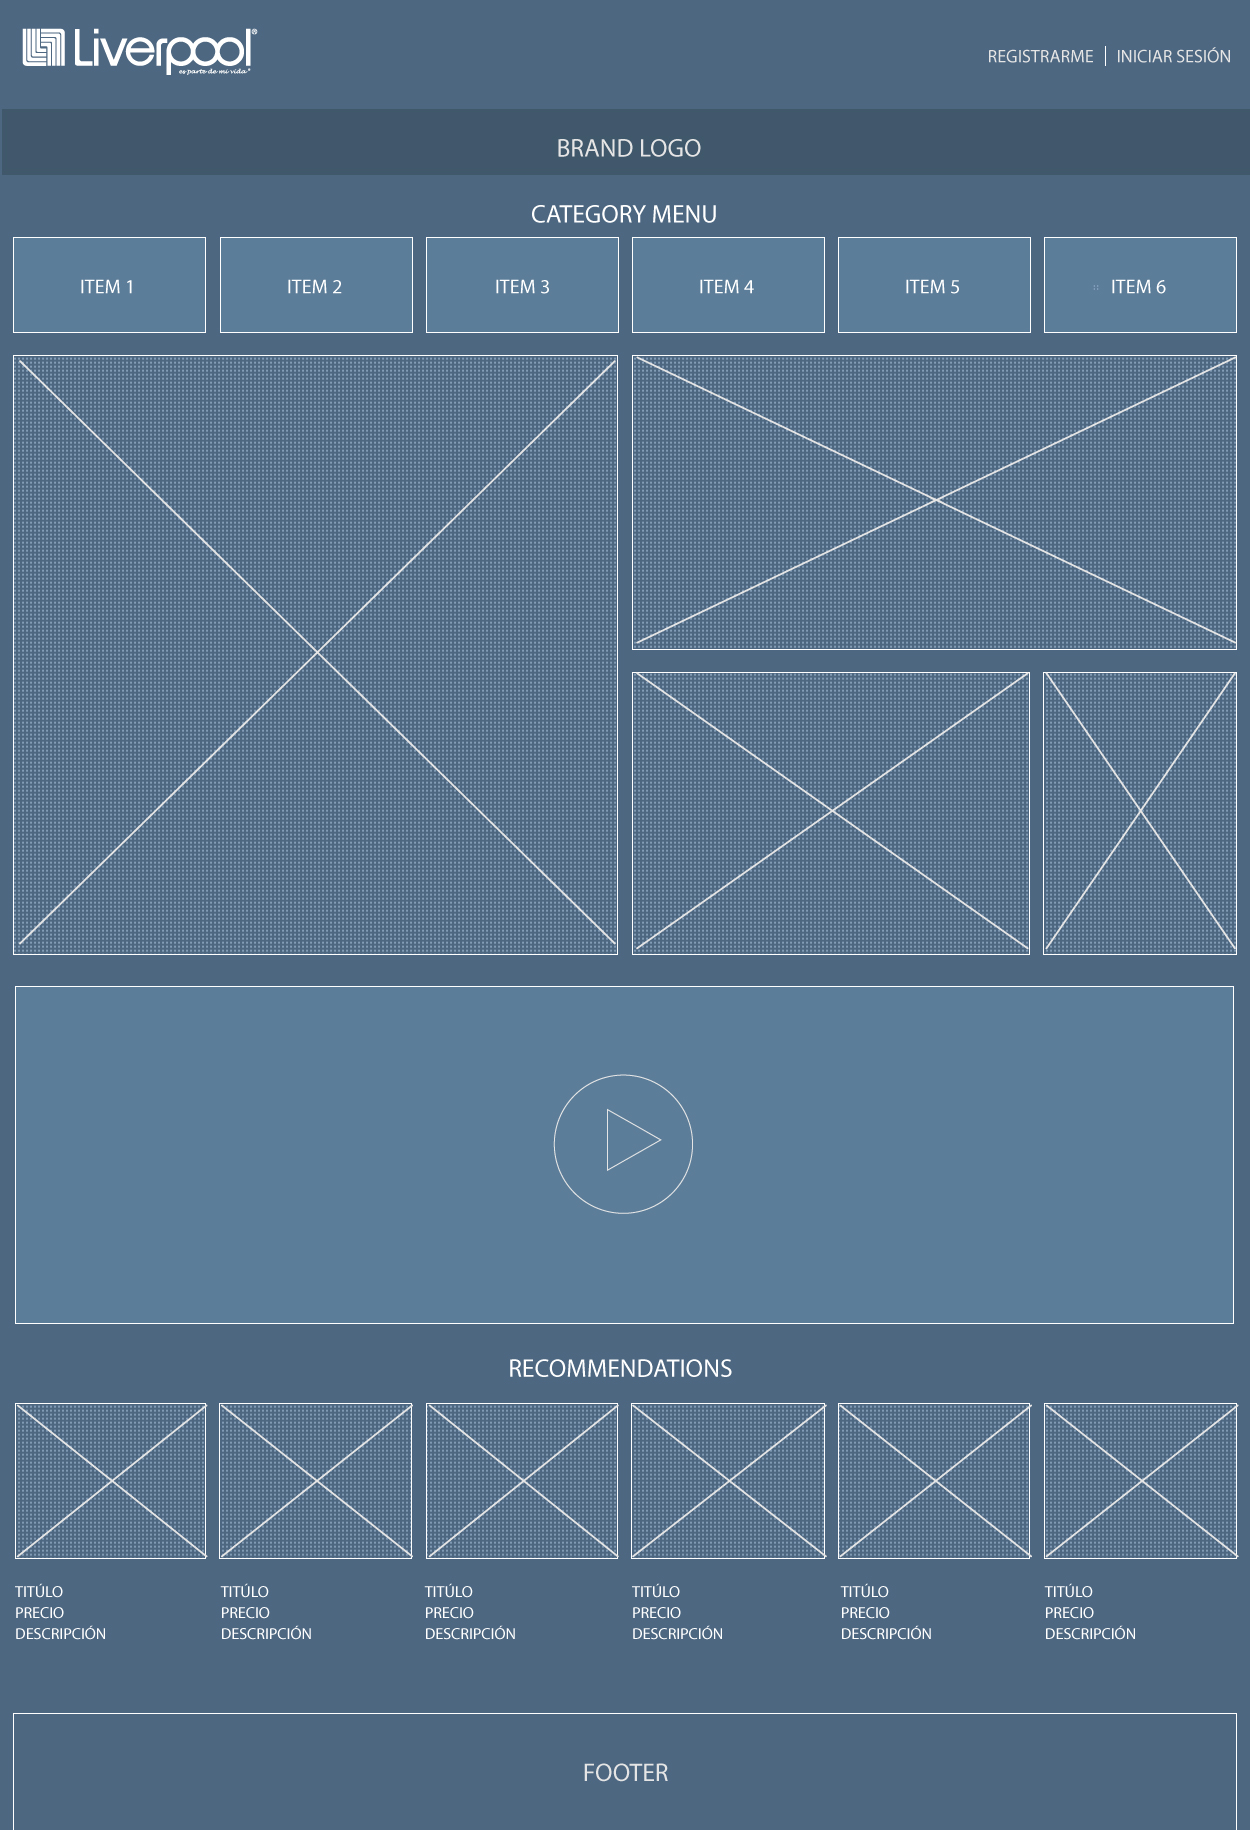 Liverpool®
es parte de mi vida®
REGISTRARME | INICIAR SESIÓN
BRAND LOGO
CATEGORY MENU
ITEM 1 ITEM 2 ITEM 3 ITEM 4 ITEM 5 ITEM 6
RECOMMENDATIONS
TITÚLO TITÚLO TITÚLO TITÚLO TITÚLO TITÚLO
PRECIO PRECIO PRECIO PRECIO PRECIO PRECIO
DESCRIPCIÓN DESCRIPCIÓN DESCRIPCIÓN DESCRIPCIÓN DESCRIPCIÓN DESCRIPCIÓN
FOOTER